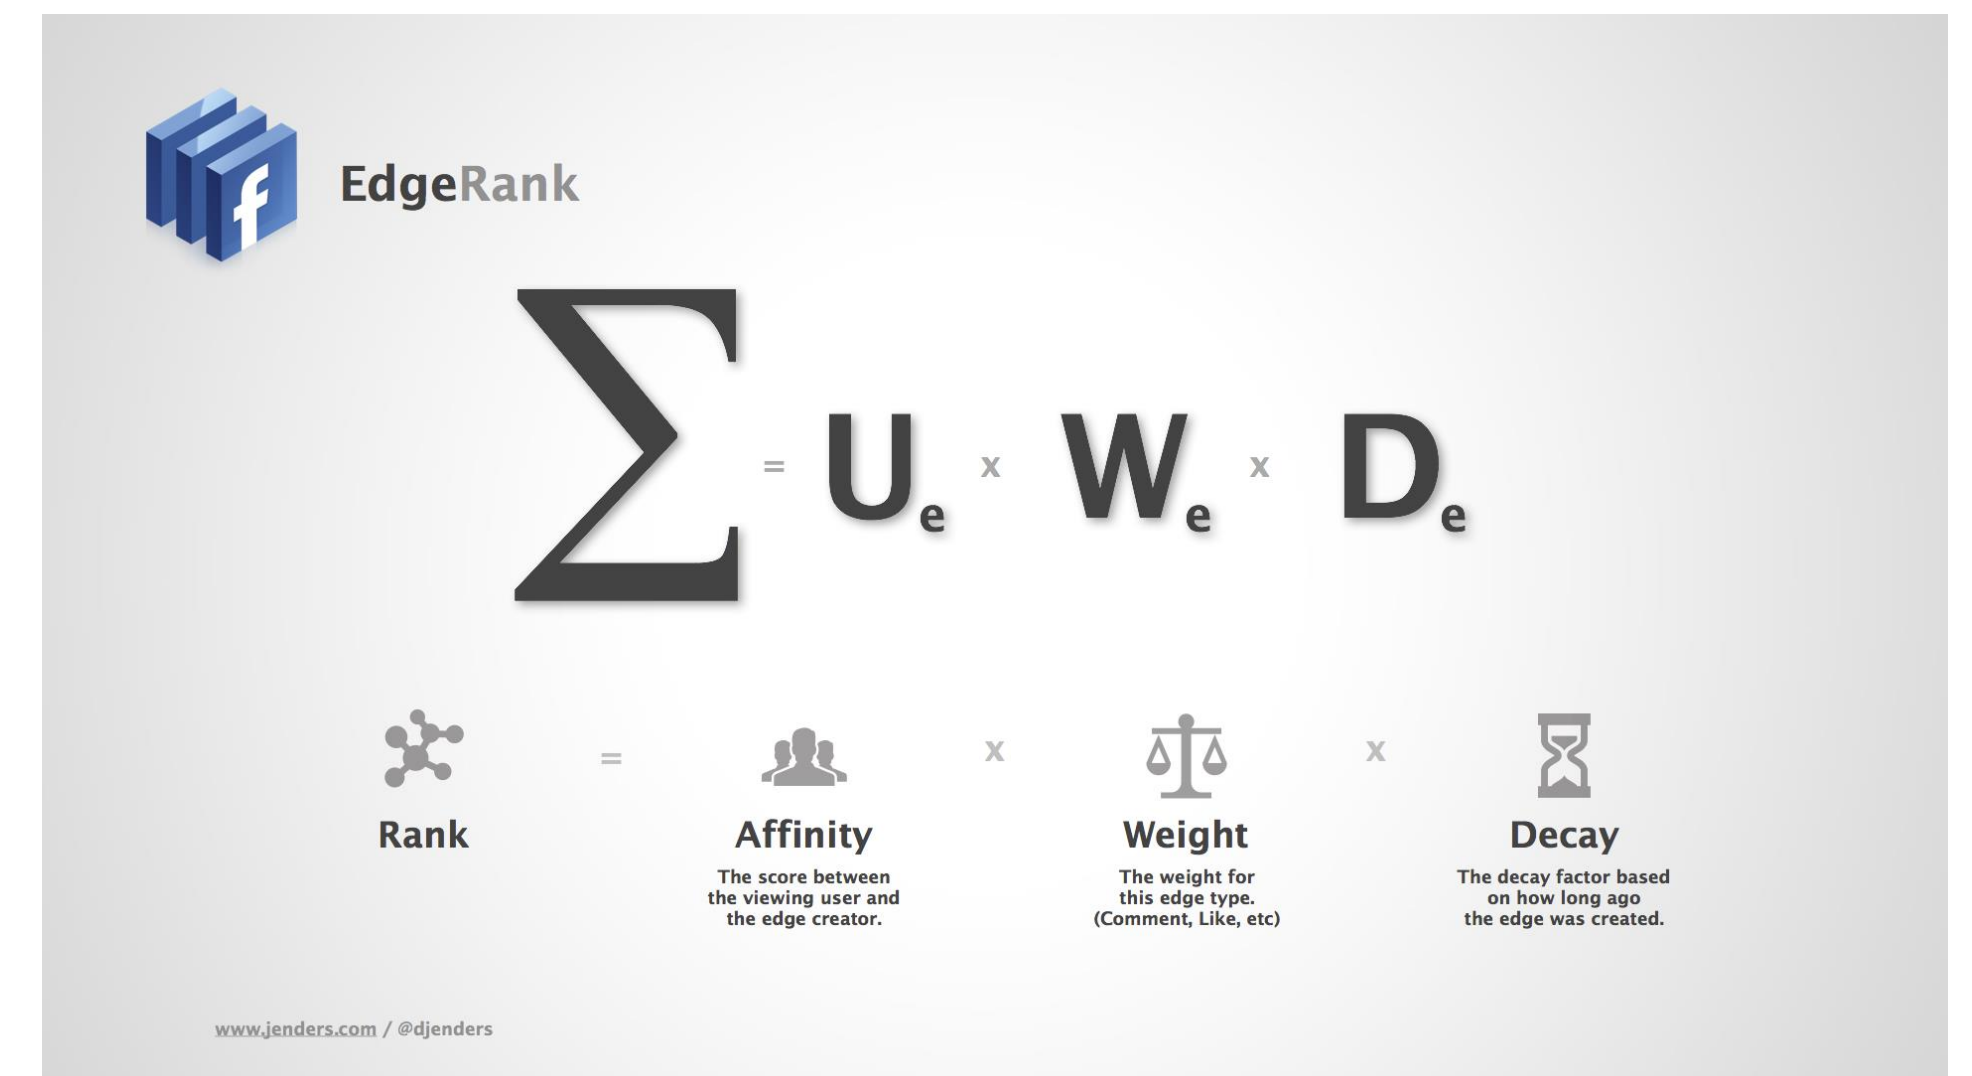 EdgeRank
∑ = Ue x We x De
Rank = Affinity x Weight x Decay
The score between
the viewing user and
the edge creator.
The weight for
this edge type.
(Comment, Like, etc)
The decay factor based
on how long ago
the edge was created.
www.jenders.com / @djenders